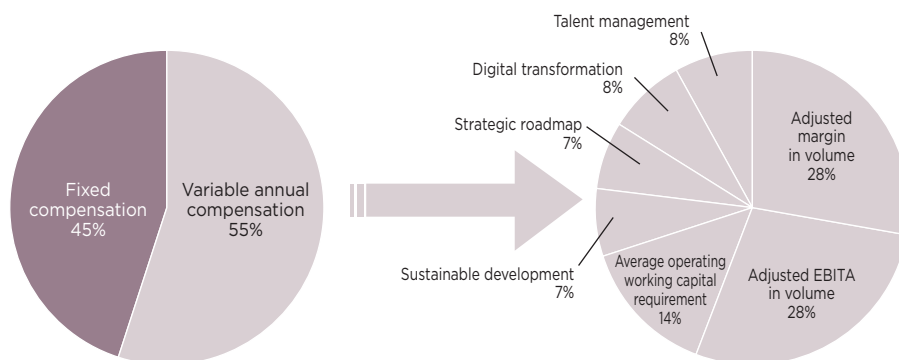 Fixed
compensation
45%
Variable annual
compensation
55%
Talent management
8%
Digital transformation
8%
Strategic roadmap
7%
Sustainable development
7%
Average operating
working capital
requirement
14%
Adjusted EBITA
in volume
28%
Adjusted
margin
in volume
28%